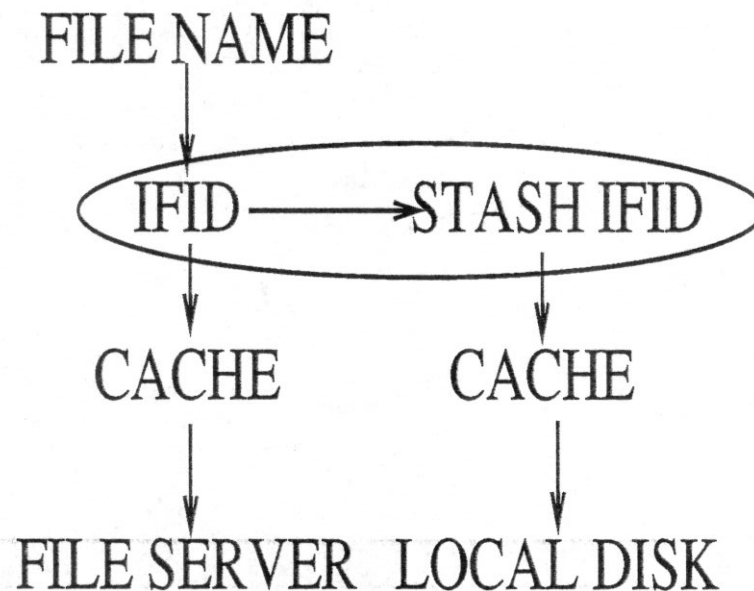 FILE NAME
IFID STASH IFID
CACHE CACHE
FILE SERVER LOCAL DISK